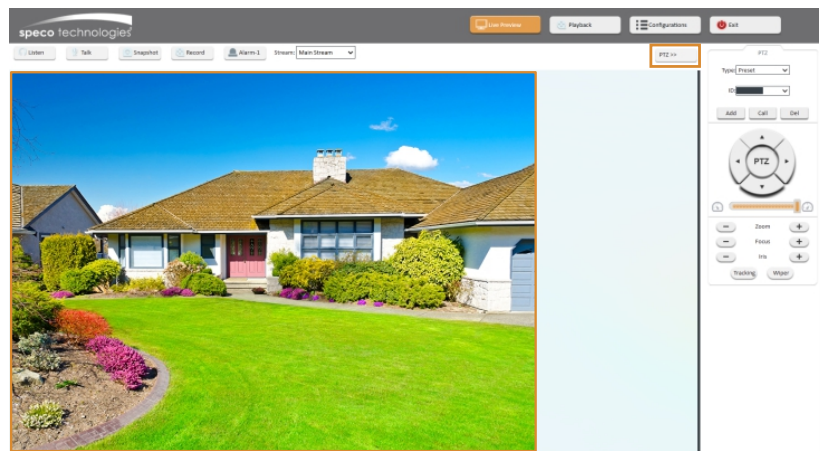 speco technologies
Live Preview
Playback
Configurations
Exit
Listen
Talk
Snapshot
Record
Alarm-1
Stream: Main Stream
PTZ >>
PTZ
Type: Preset
ID:
Add Call Del
PTZ
Zoom
Focus
Iris
Tracking Wiper